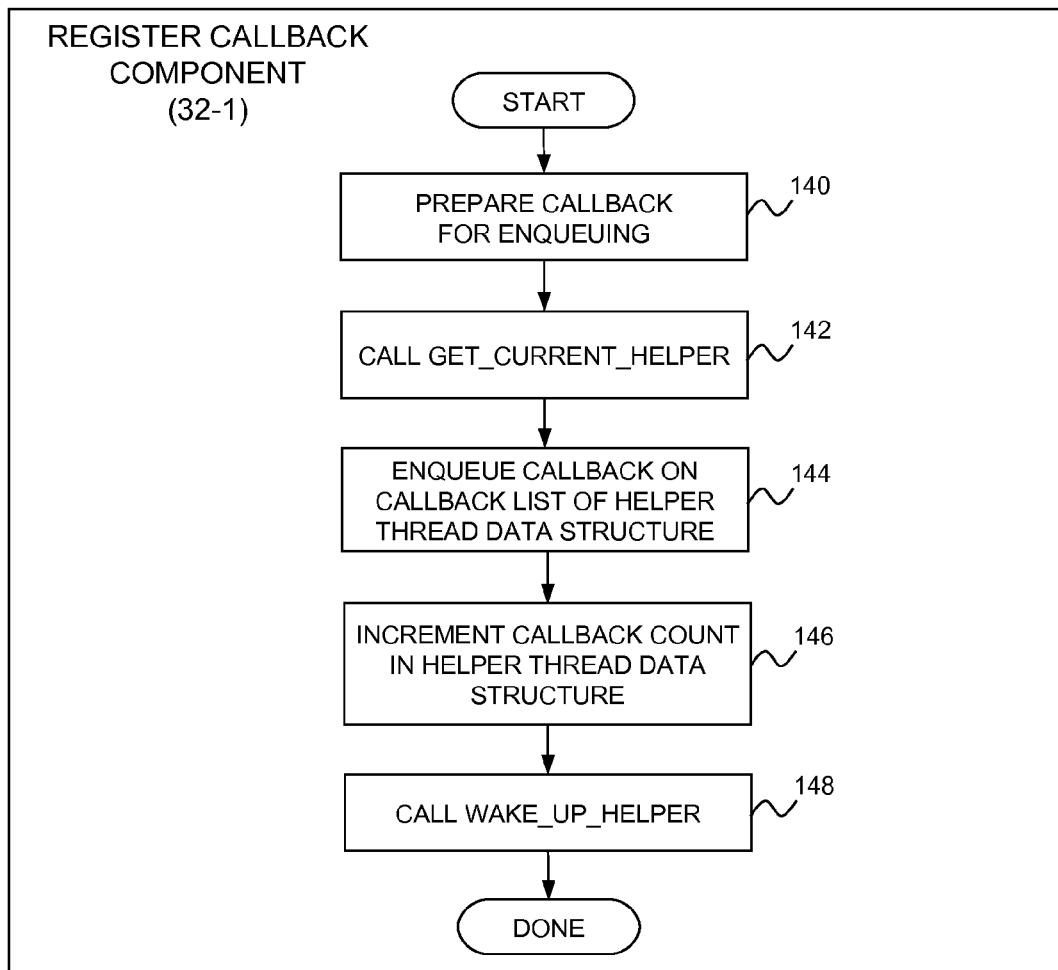 REGISTER CALLBACK
COMPONENT
(32-1)
START
PREPARE CALLBACK
FOR ENQUEUING
140
CALL GET_CURRENT_HELPER
142
ENQUEUE CALLBACK ON
CALLBACK LIST OF HELPER
THREAD DATA STRUCTURE
144
INCREMENT CALLBACK COUNT
IN HELPER THREAD DATA
STRUCTURE
146
CALL WAKE_UP_HELPER
148
DONE